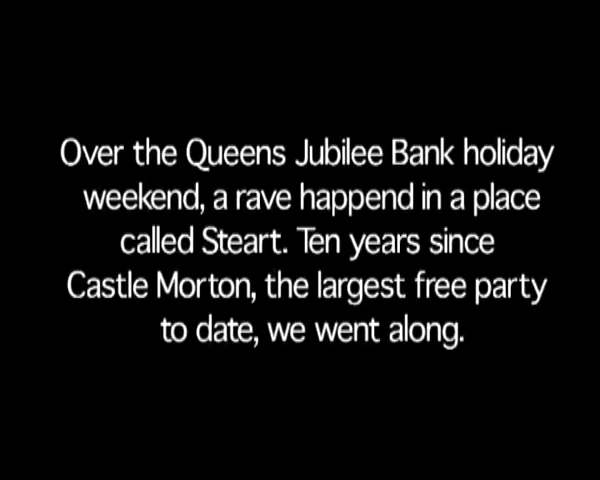 Over the Queens Jubilee Bank holiday
weekend, a rave happend in a place
called Steart. Ten years since
Castle Morton, the largest free party
to date, we went along.